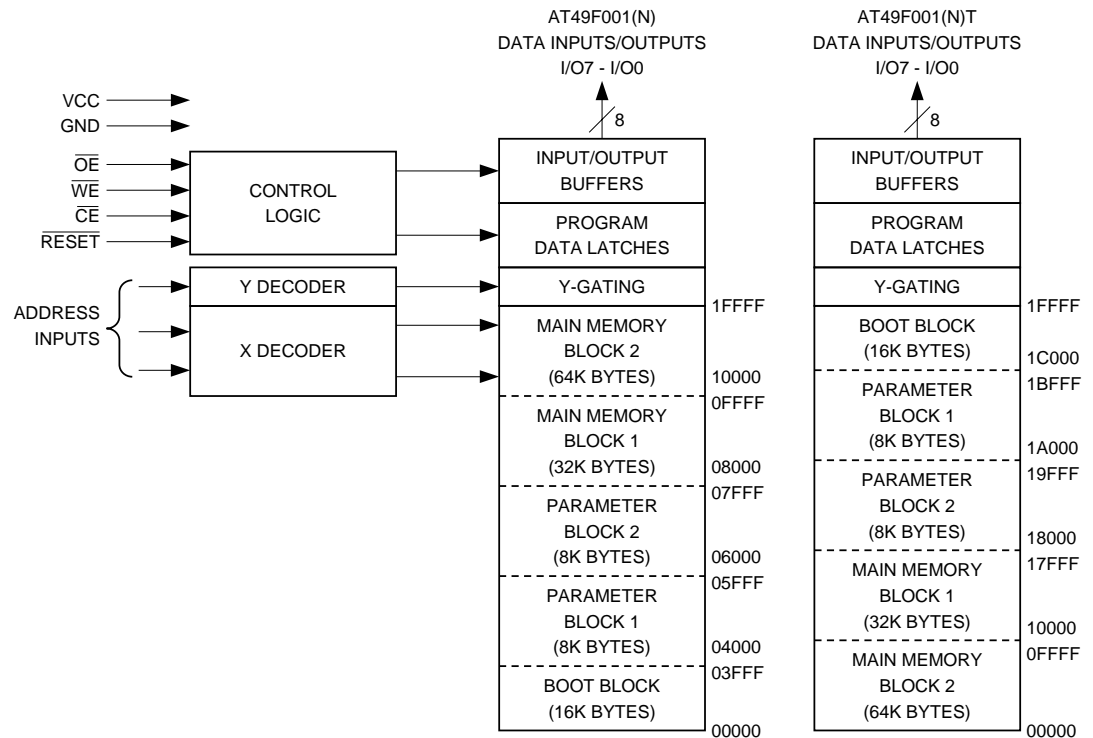 AT49F001(N)
DATA INPUTS/OUTPUTS
I/O7 - I/O0
8
AT49F001(N)T
DATA INPUTS/OUTPUTS
I/O7 - I/O0
8
VCC
GND
OE
WE
CE
RESET
CONTROL
LOGIC
ADDRESS
INPUTS
Y DECODER
X DECODER
INPUT/OUTPUT
BUFFERS
PROGRAM
DATA LATCHES
Y-GATING
1FFFF
MAIN MEMORY
BLOCK 2
(64K BYTES)
10000
0FFFF
MAIN MEMORY
BLOCK 1
(32K BYTES)
08000
07FFF
PARAMETER
BLOCK 2
(8K BYTES)
06000
05FFF
PARAMETER
BLOCK 1
(8K BYTES)
04000
03FFF
BOOT BLOCK
(16K BYTES)
00000
INPUT/OUTPUT
BUFFERS
PROGRAM
DATA LATCHES
Y-GATING
1FFFF
BOOT BLOCK
(16K BYTES)
1C000
1BFFF
PARAMETER
BLOCK 1
(8K BYTES)
1A000
19FFF
PARAMETER
BLOCK 2
(8K BYTES)
18000
17FFF
MAIN MEMORY
BLOCK 1
(32K BYTES)
10000
0FFFF
MAIN MEMORY
BLOCK 2
(64K BYTES)
00000